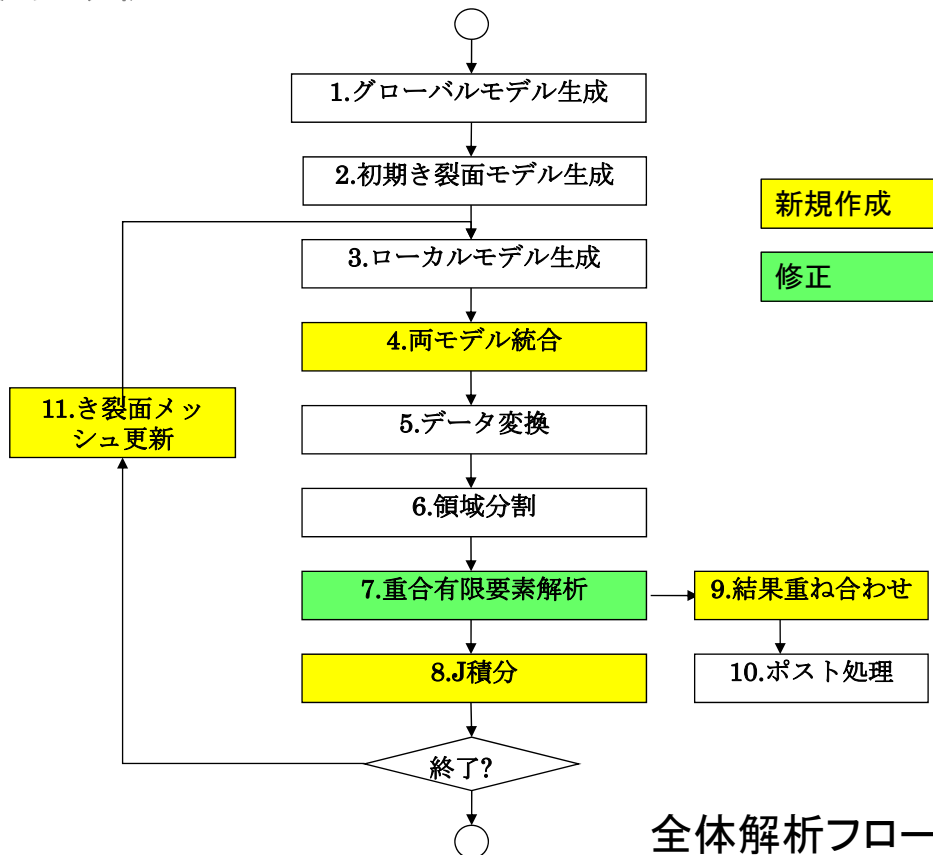 1.グローバルモデル生成
2.初期き裂面モデル生成
新規作成
3.ローカルモデル生成
修正
4.両モデル統合
11.き裂面メッ
シュ更新
5.データ変換
6.領域分割
7.重合有限要素解析
9.結果重ね合わせ
8.J積分
10.ポスト処理
終了?
全体解析フロー